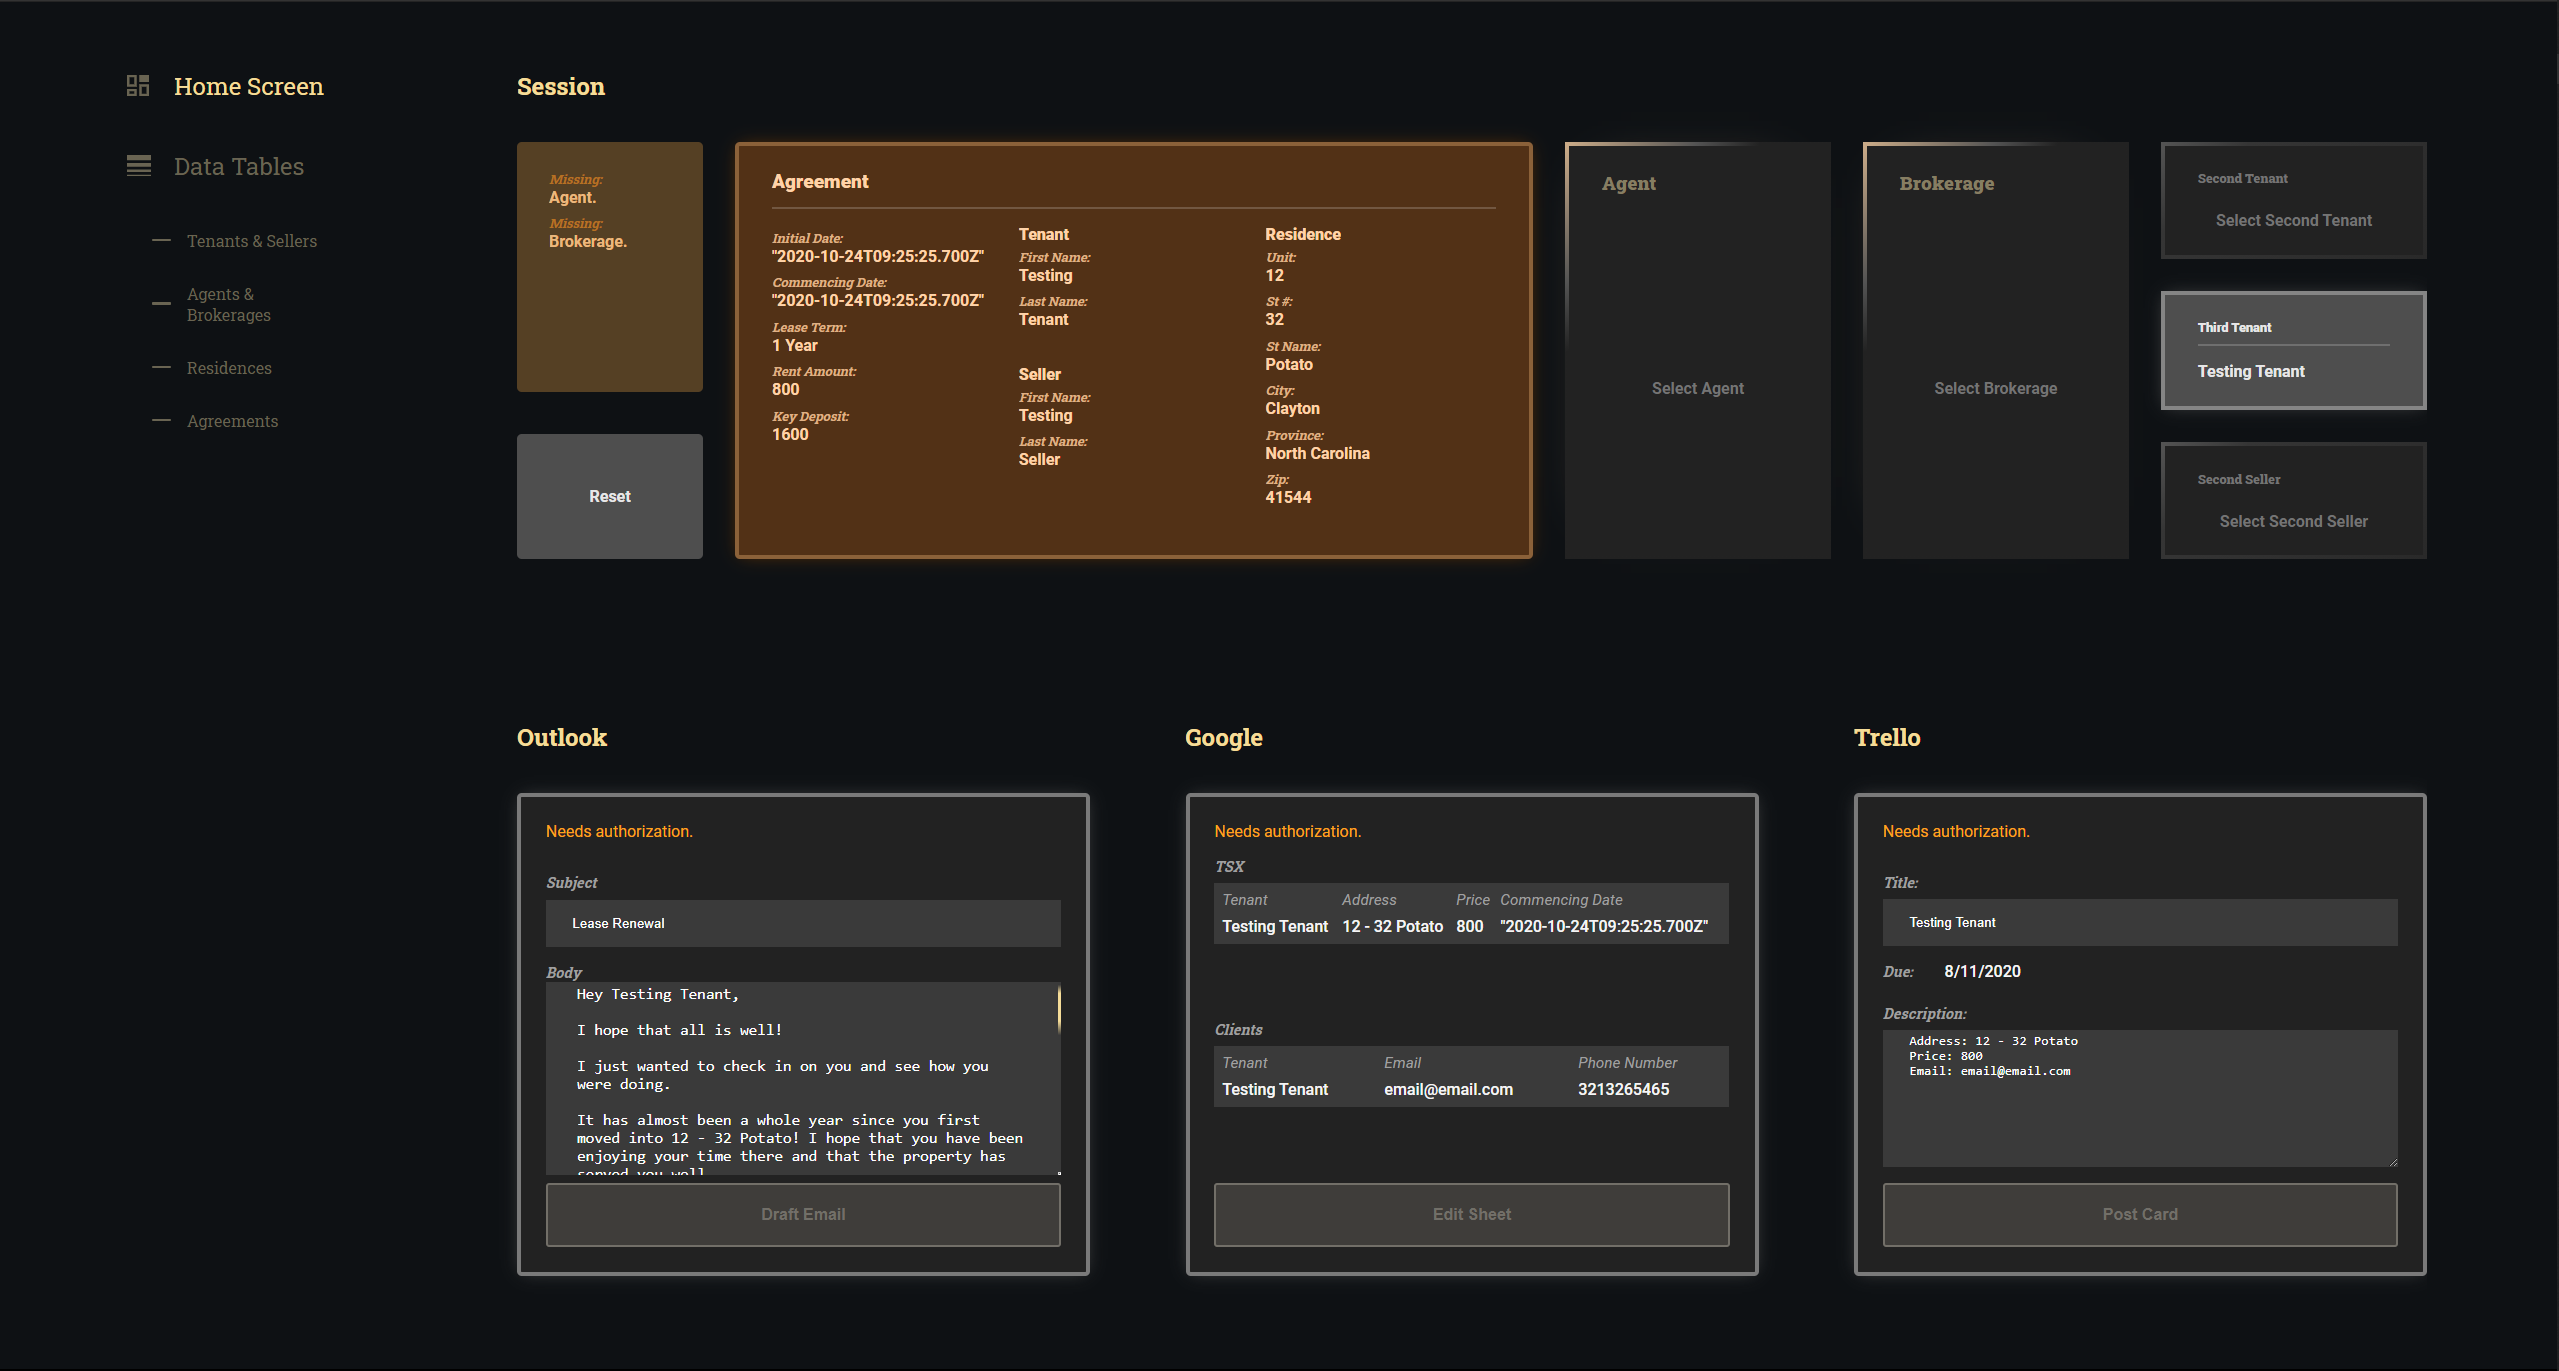 Home Screen
Data Tables
Tenants & Sellers
Agents &
Brokerages
Residences
Agreements
Session
Missing:
Agent.
Missing:
Brokerage.
Reset
Agreement
Initial Date:
"2020-10-24T09:25:25.700Z"
Commencing Date:
"2020-10-24T09:25:25.700Z"
Lease Term:
1 Year
Rent Amount:
800
Key Deposit:
1600
Tenant
First Name:
Testing
Last Name:
Tenant
Seller
First Name:
Testing
Last Name:
Seller
Residence
Unit:
12
St #:
32
St Name:
Potato
City:
Clayton
Province:
North Carolina
Zip:
41544
Agent
Select Agent
Brokerage
Select Brokerage
Second Tenant
Select Second Tenant
Third Tenant
Testing Tenant
Second Seller
Select Second Seller
Outlook
Needs authorization.
Subject
Lease Renewal
Body
Hey Testing Tenant,
I hope that all is well!
I just wanted to check in on you and see how you
were doing.
It has almost been a whole year since you first
moved into 12 - 32 Potato! I hope that you have been
enjoying your time there and that the property has
served you well
Draft Email
Google
Needs authorization.
TSX
Tenant Address Price Commencing Date
Testing Tenant 12 - 32 Potato 800 "2020-10-24T09:25:25.700Z"
Clients
Tenant Email Phone Number
Testing Tenant email@email.com 3213265465
Edit Sheet
Trello
Needs authorization.
Title:
Testing Tenant
Due: 8/11/2020
Description:
Address: 12 - 32 Potato
Price: 800
Email: email@email.com
Post Card